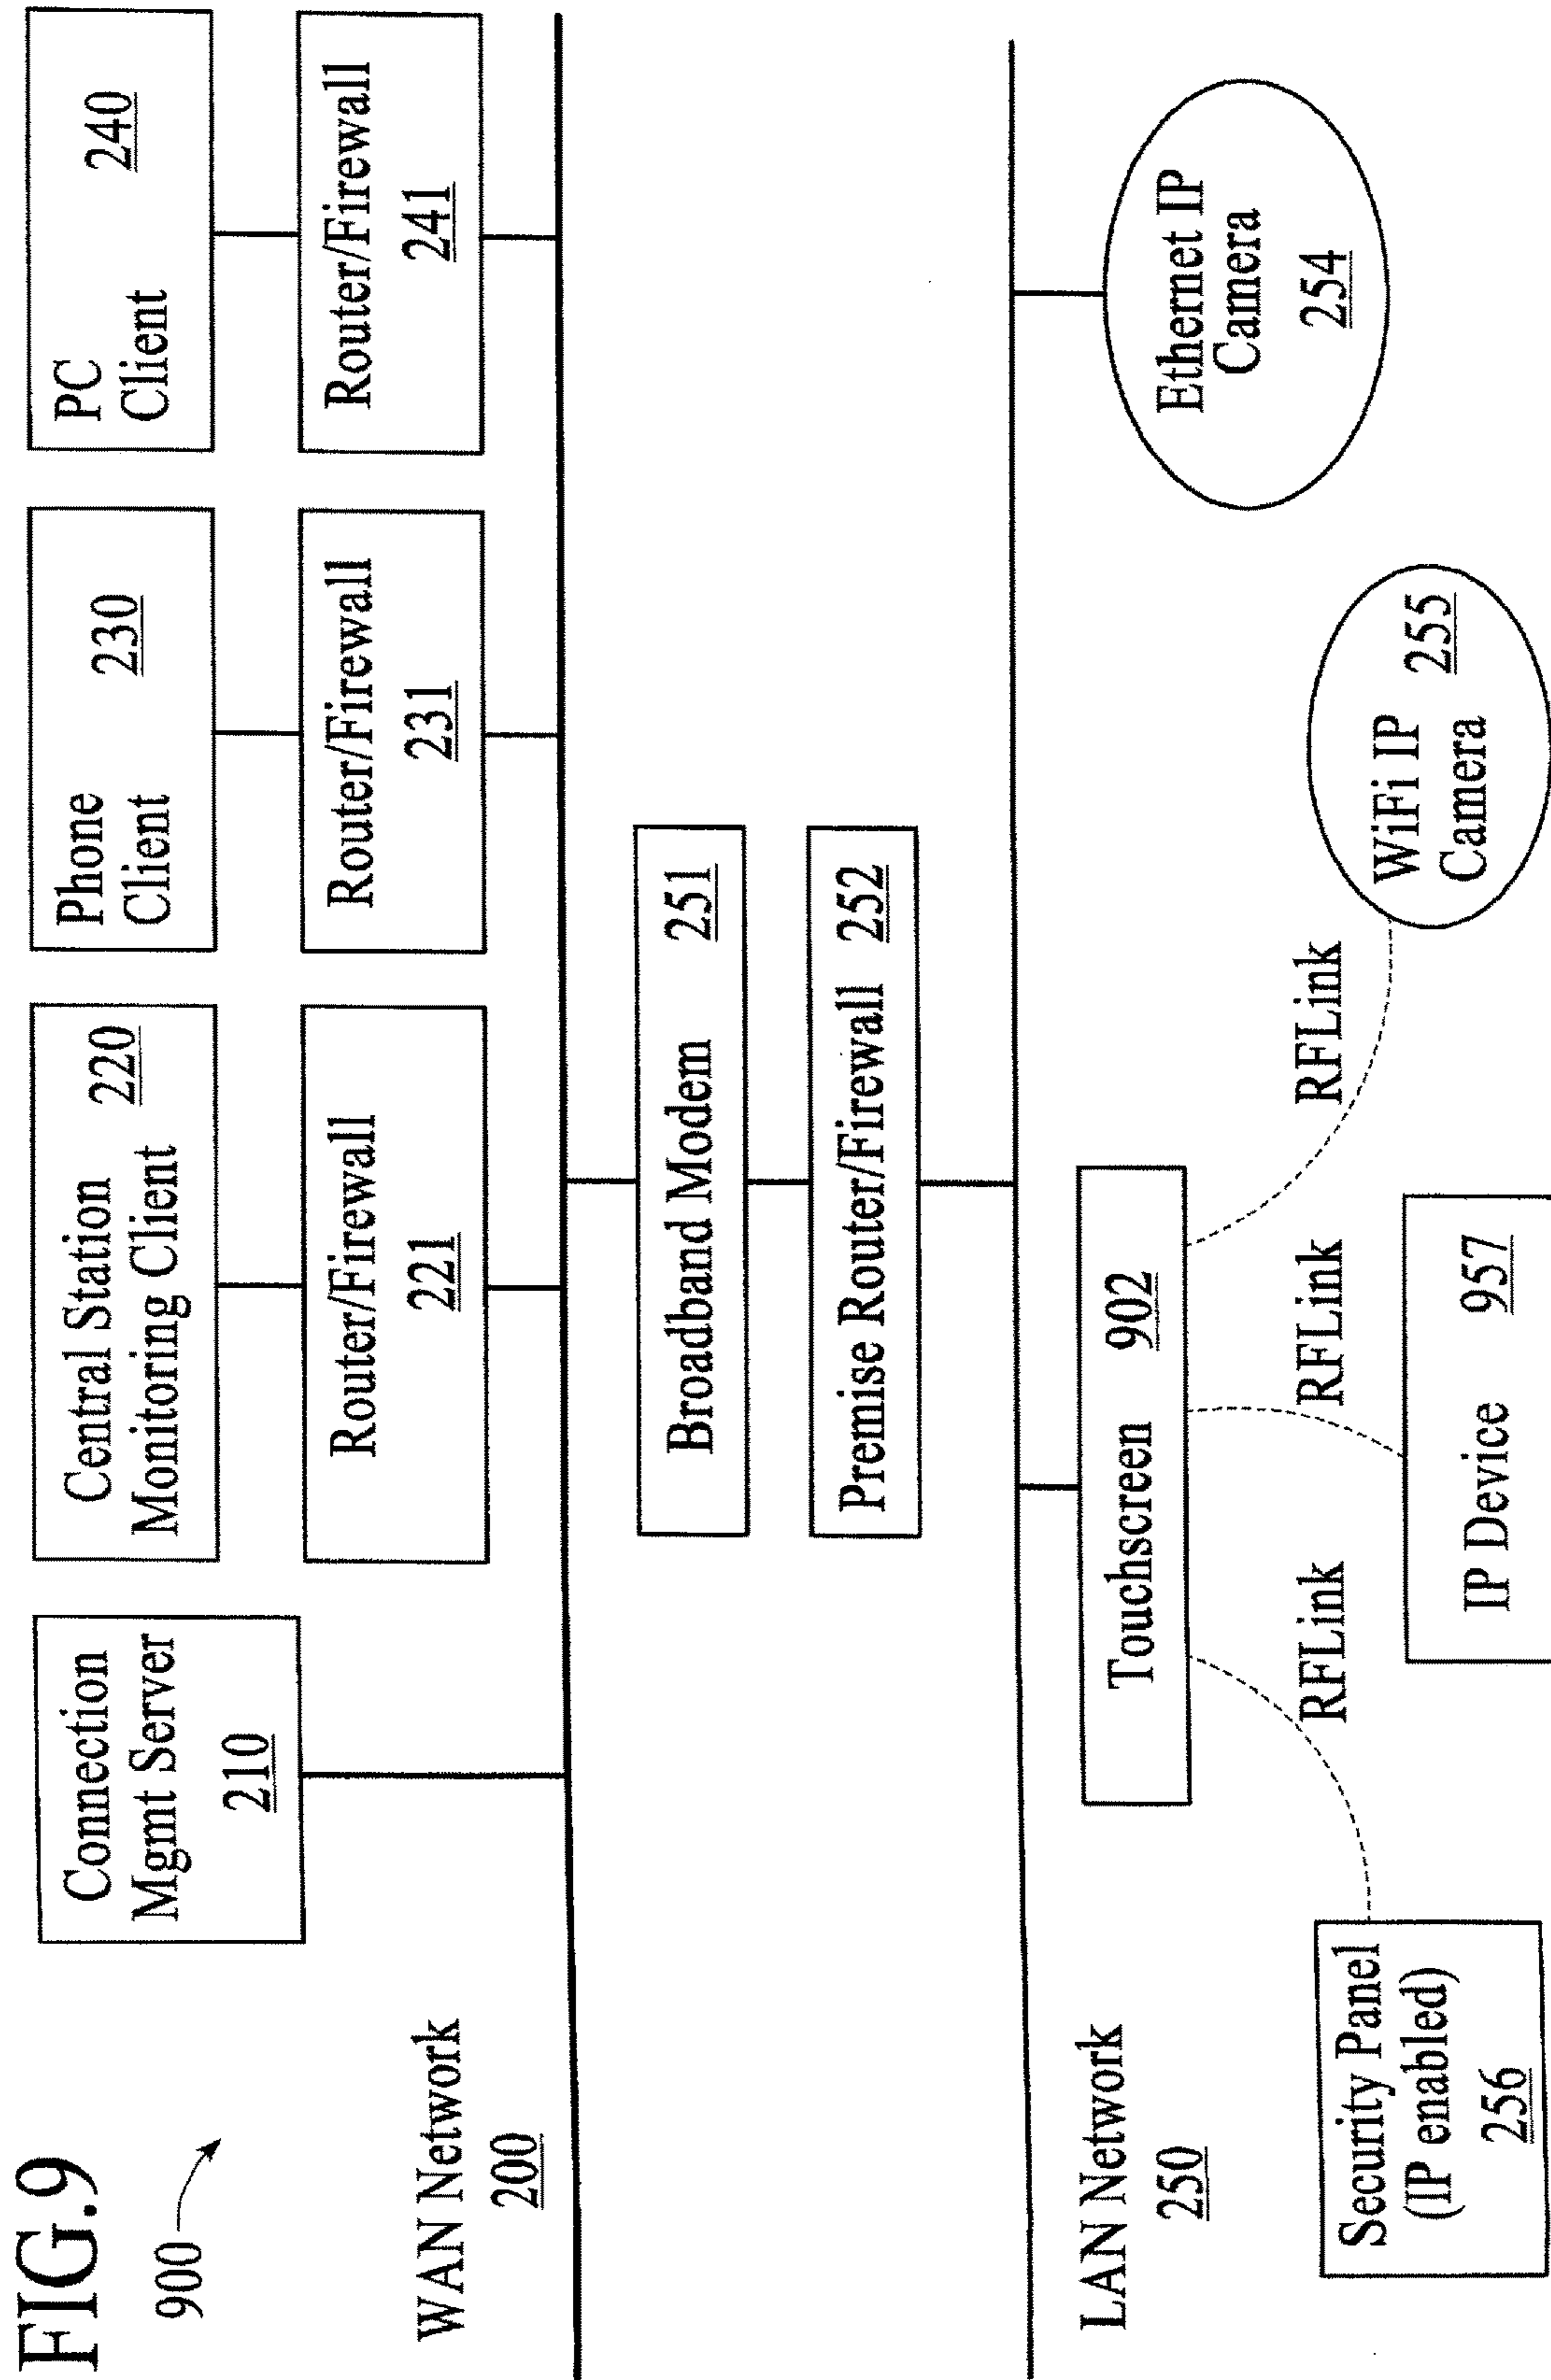 FIG.9
900
Connection
Mgmt Server
210
Central Station
Monitoring Client
220
Phone
Client
230
PC
Client
240
Router/Firewall
221
Router/Firewall
231
Router/Firewall
241
WAN Network
200
Broadband Modem 251
Premise Router/Firewall 252
LAN Network
250
Touchscreen 902
Ethernet IP
Camera
254
RFLink
RFLink
RFLink
Security Panel
(IP enabled)
256
IP Device 957
WiFi IP
Camera
255